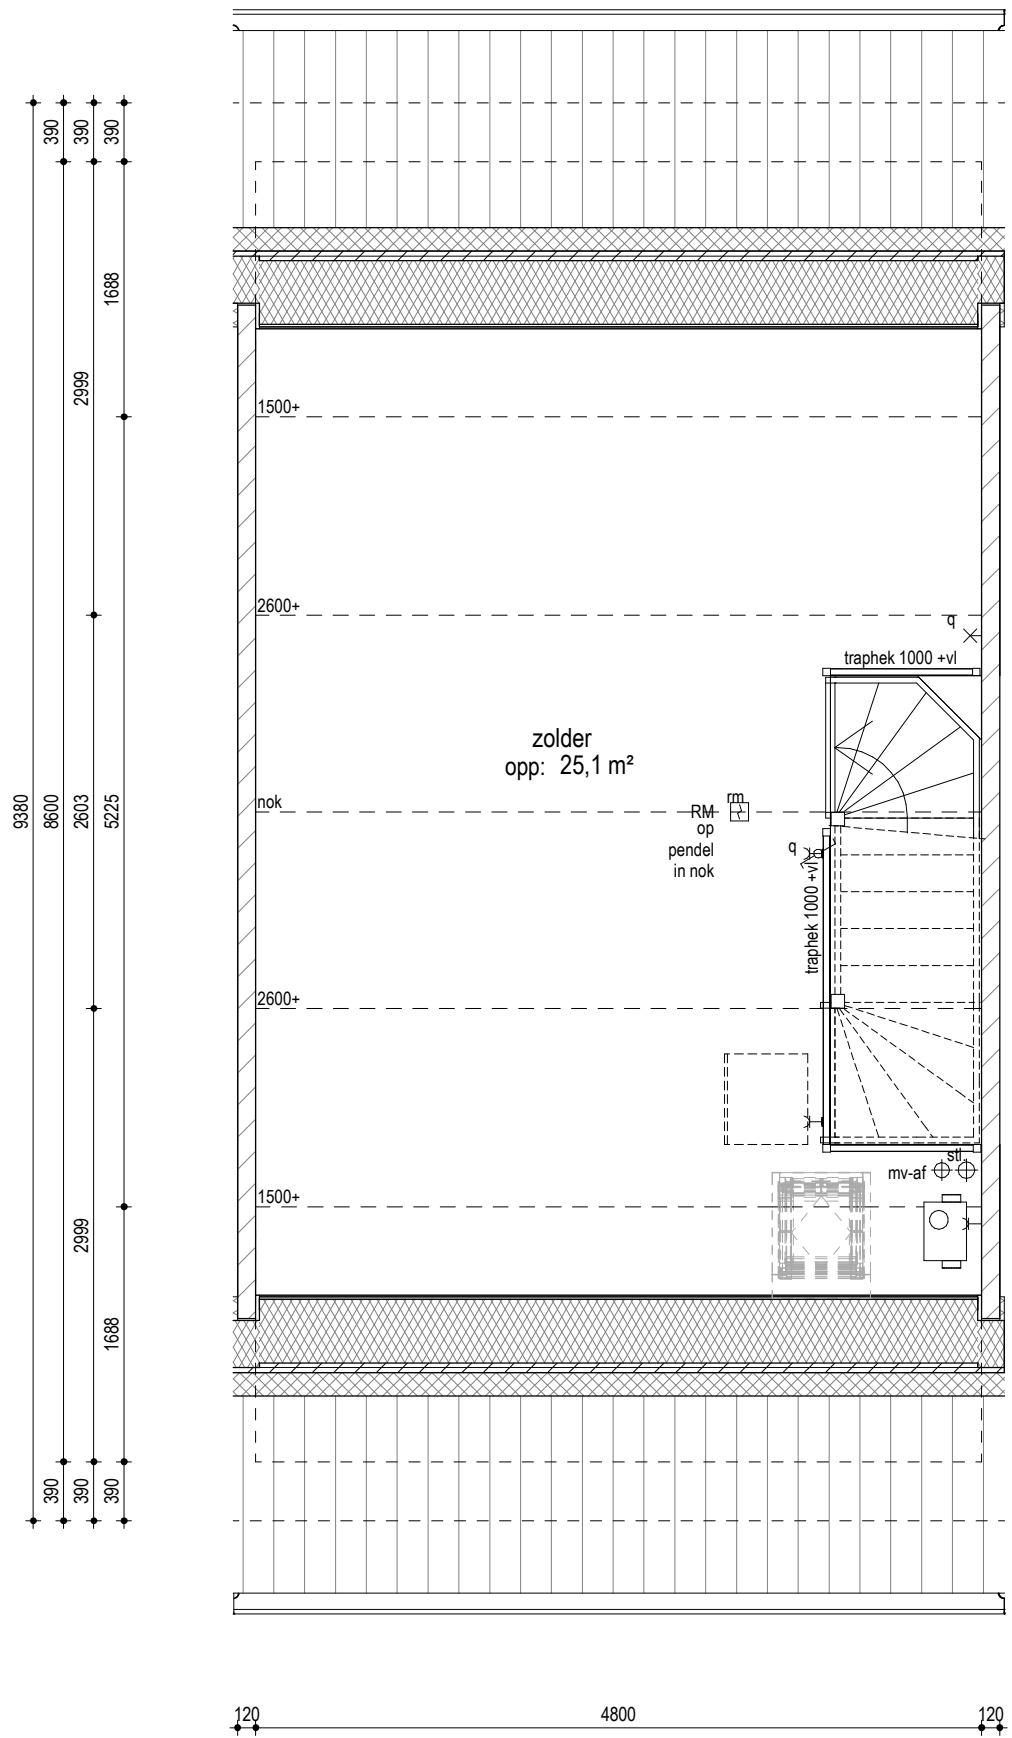 390
390
390
1688
2999
1500+
2600+
q
traphek 1000 +vl
zolder
opp: 25,1 m²
nok
rm
RM
op
pendel
in nok
q
traphek 1000 +vl
9380
8600
2603
5225
2600+
stl.
mv-af
1500+
2999
1688
390
390
390
120
4800
120